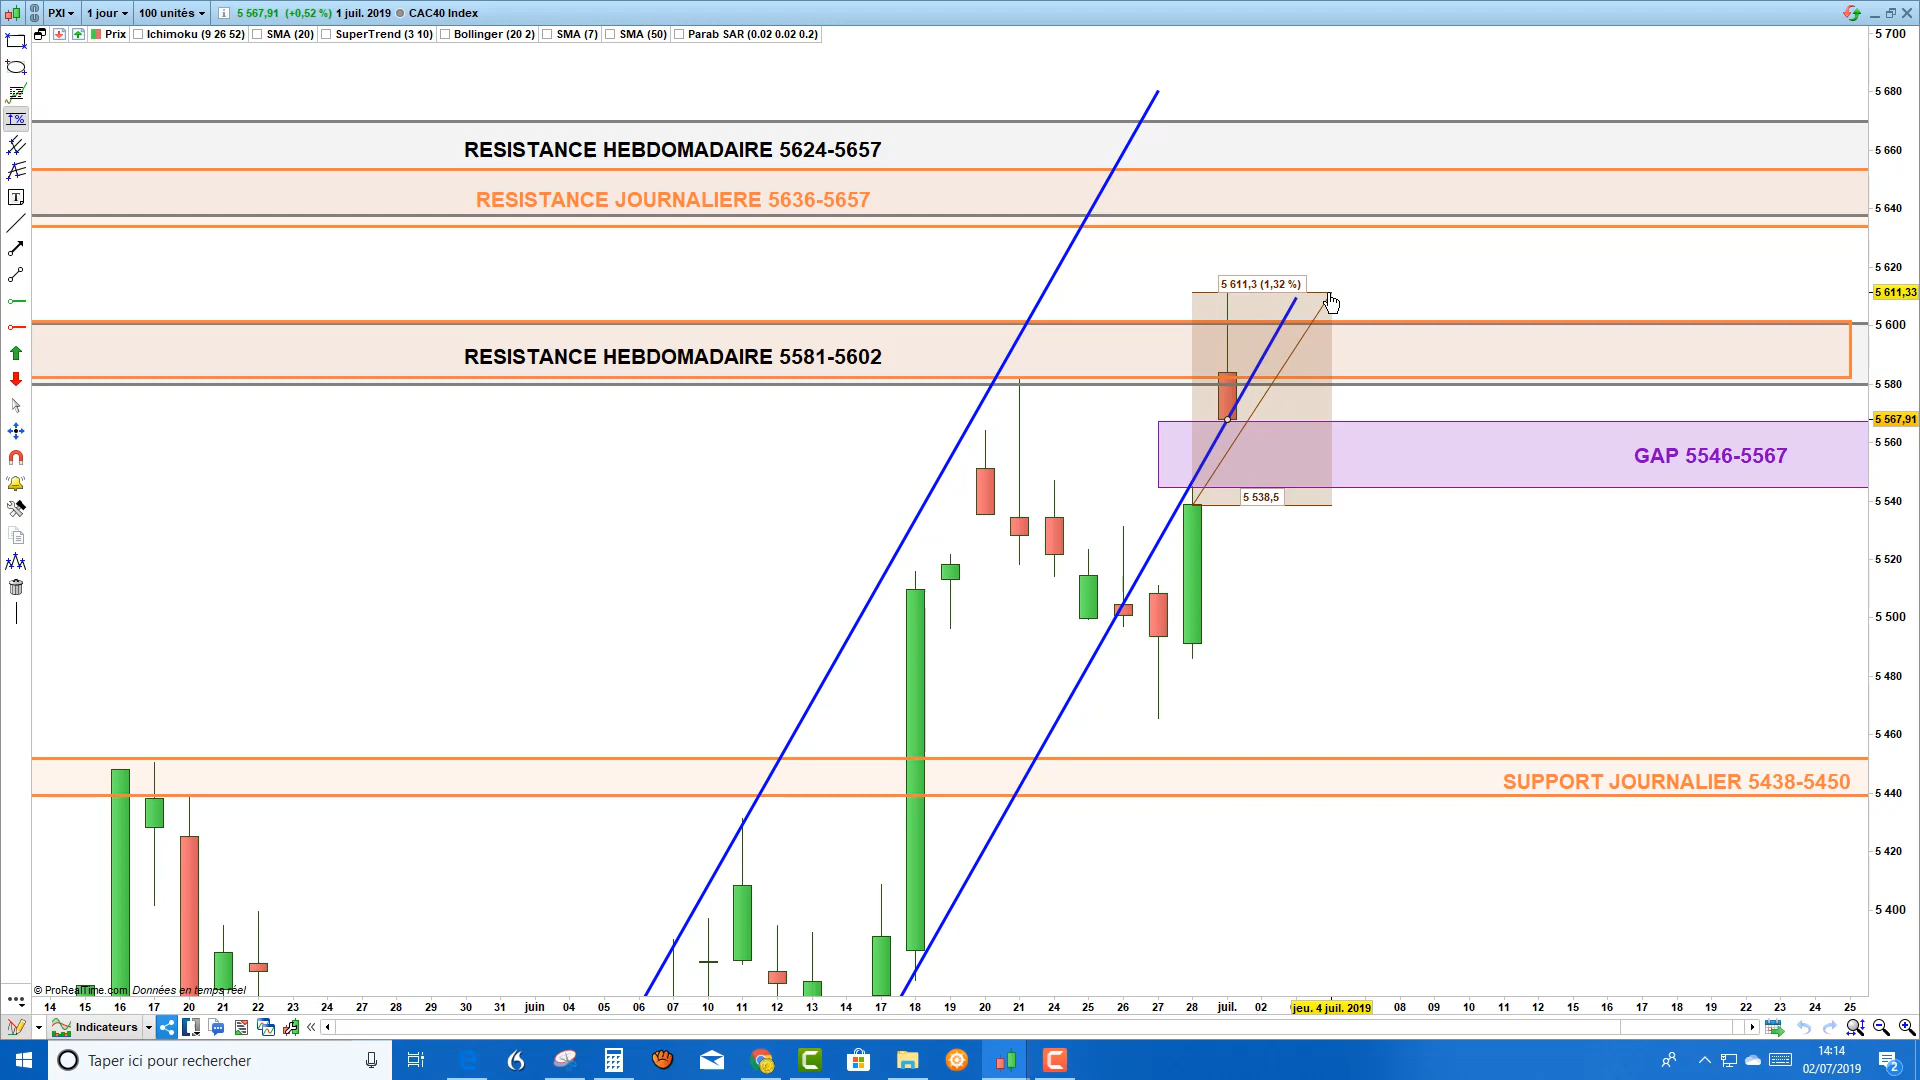 PXI 1 jour 100 unités 5 567,91 (+0,52 %) 1 juil. 2019 CAC40 Index
Prix Ichimoku (9 26 52) SMA (20) SuperTrend (3 10) Bollinger (20 2) SMA (7) SMA (50) Parab SAR (0.02 0.02 0.2)
5 700
5 680
RESISTANCE HEBDOMADAIRE 5624-5657
5 660
RESISTANCE JOURNALIERE 5636-5657
5 640
5 620
5 611,3 (1,32 %)
5 611,33
5 600
RESISTANCE HEBDOMADAIRE 5581-5602
5 580
5 567,91
5 560
GAP 5546-5567
5 538,5
5 540
5 520
5 500
5 480
5 460
SUPPORT JOURNALIER 5438-5450
5 440
5 420
5 400
© ProRealTime.com Données en temps réel
14 15 16 17 20 21 22 23 24 27 28 29 30 31 juin 04 05 06 07 10 11 12 13 14 17 18 19 20 21 24 25 26 27 28 juil. 02 jeu. 4 juil. 2019 08 09 10 11 12 15 16 17 18 19 22 23 24 25
Indicateurs
Taper ici pour rechercher
14:14
02/07/2019
2